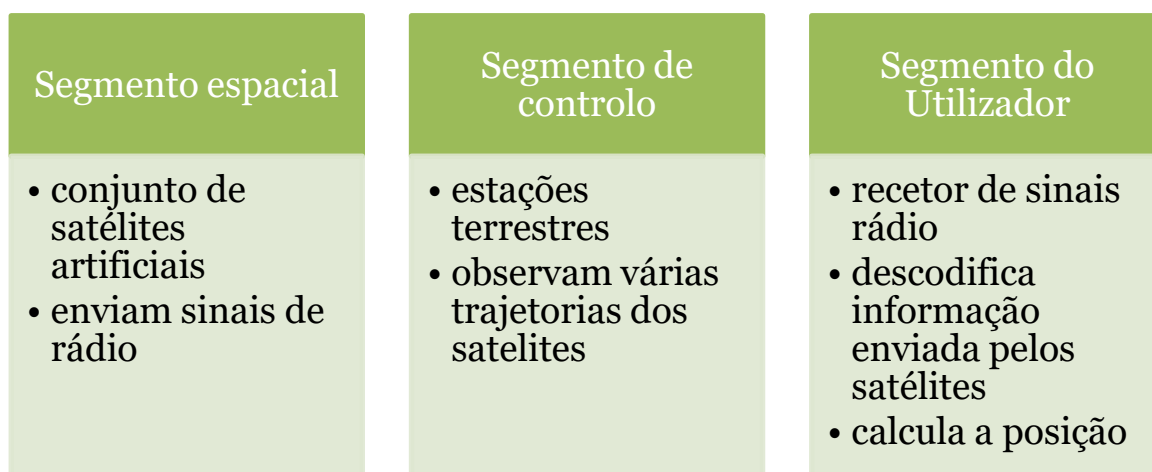 Segmento espacial
• conjunto de
satélites
artificiais
• enviam sinais de
rádio
Segmento de
controlo
• estações
terrestres
• observam várias
trajetorias dos
satelites
Segmento do
Utilizador
• recetor de sinais
rádio
• descodifica
informação
enviada pelos
satélites
• calcula a posição